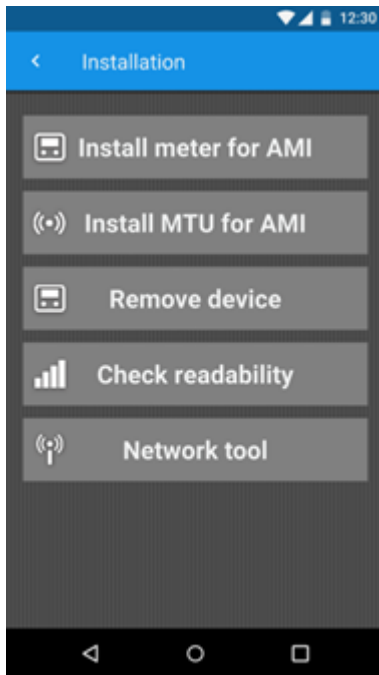 12:30
Installation
Install meter for AMI
Install MTU for AMI
Remove device
Check readability
Network tool